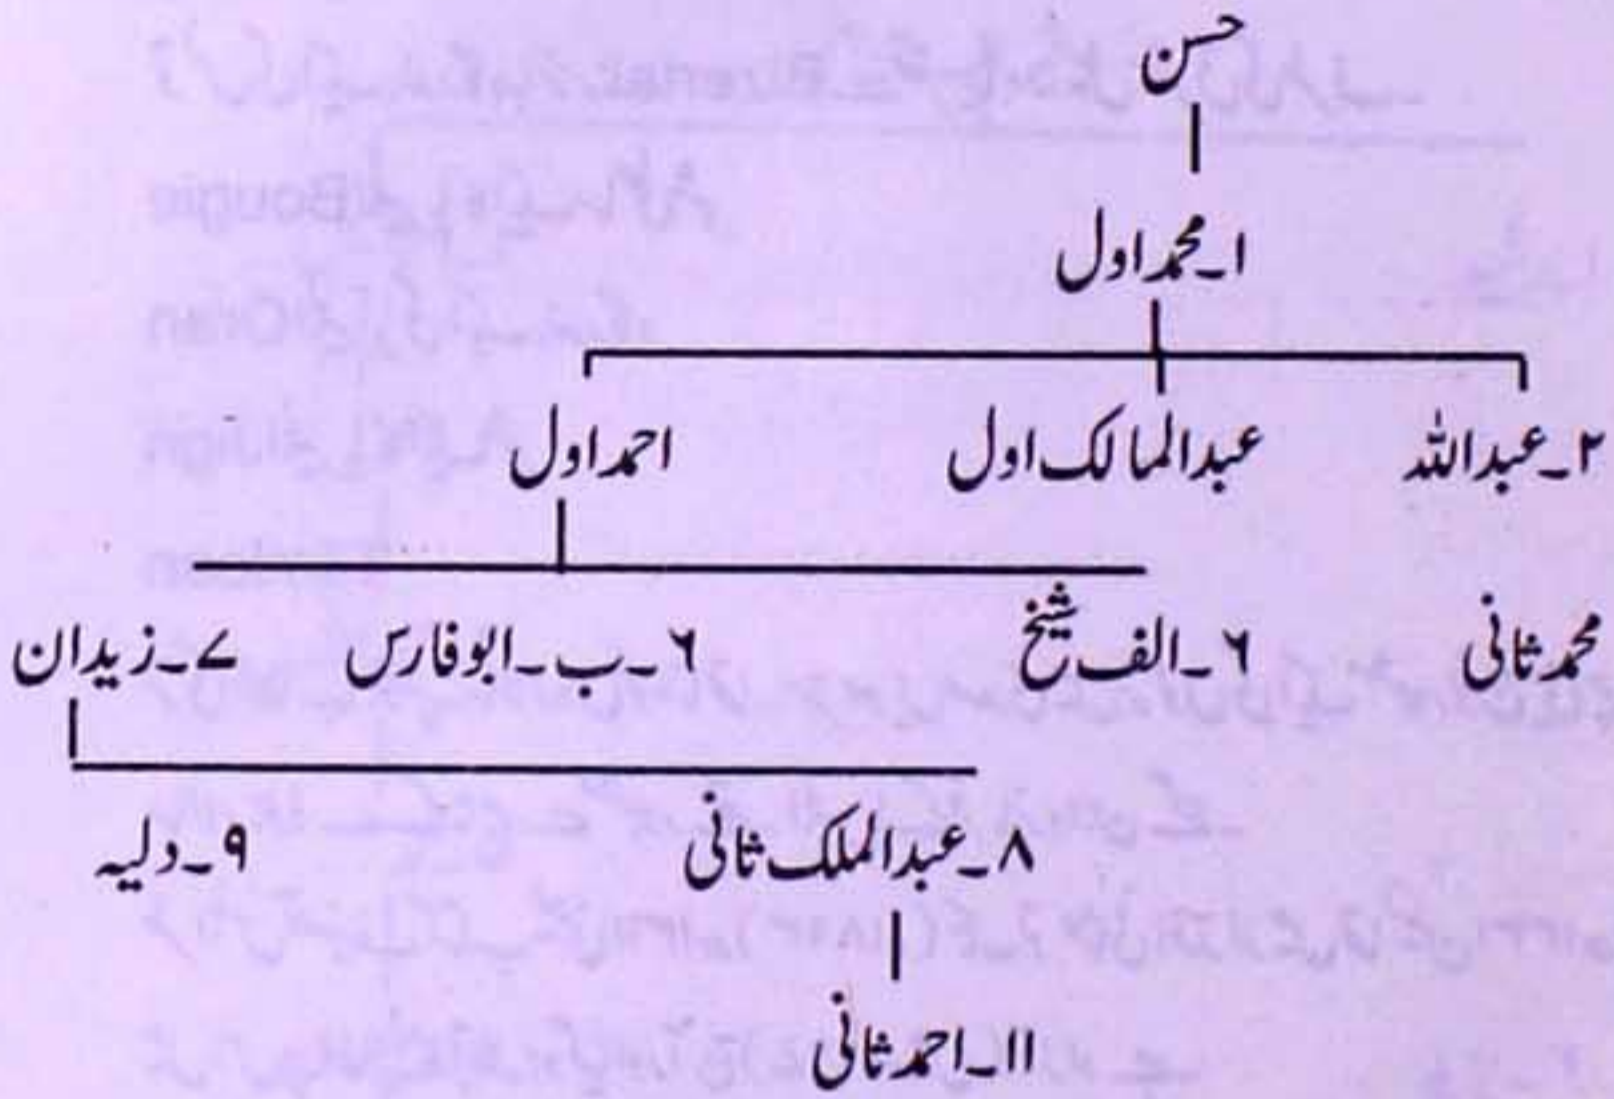 حسن
۱۔محمد اول
۲۔عبداللہ عبدالمالک اول احمد اول
محمد ثانی ۶۔الف شیخ ۶۔ب۔ابوفارس ۷۔زیدان
۸۔عبدالملک ثانی ۹۔دلیہ
۱۱۔احمد ثانی